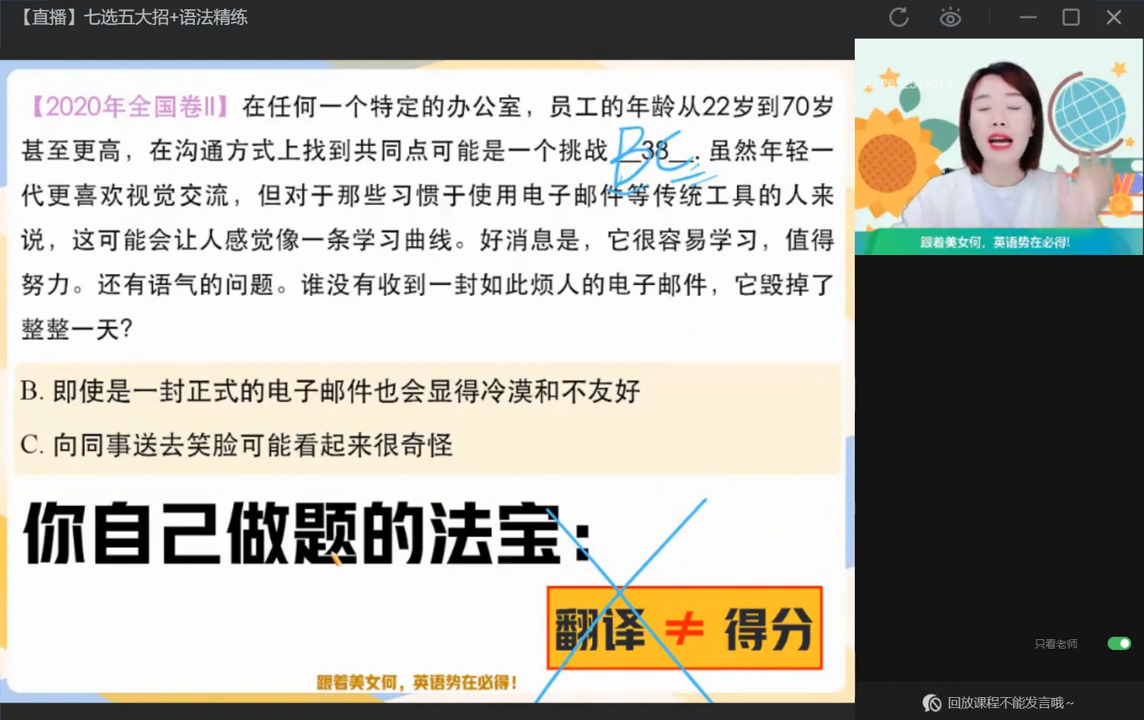 【直播】七选五大招+语法精练
【2020年全国卷II】在任何一个特定的办公室，员工的年龄从22岁到70岁
甚至更高，在沟通方式上找到共同点可能是一个挑战__38__. 虽然年轻一
BC
代更喜欢视觉交流，但对于那些习惯于使用电子邮件等传统工具的人来
说，这可能会让人感觉像一条学习曲线。好消息是，它很容易学习，值得
努力。还有语气的问题。谁没有收到一封如此烦人的电子邮件，它毁掉了
整整一天?
B. 即使是一封正式的电子邮件也会显得冷漠和不友好
C. 向同事送去笑脸可能看起来很奇怪
你自己做题的法宝：
翻译 ≠ 得分
跟着美女何，英语势在必得！
跟着美女何，英语势在必得!
只看老师
回放课程不能发言哦~